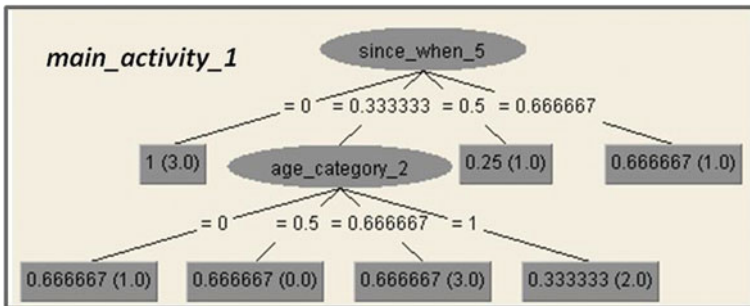 main_activity_1
since_when_5
= 0 = 0.333333 = 0.5 = 0.666667
1 (3.0) age_category_2 0.25 (1.0) 0.666667 (1.0)
= 0 = 0.5 = 0.666667 = 1
0.666667 (1.0) 0.666667 (0.0) 0.666667 (3.0) 0.333333 (2.0)